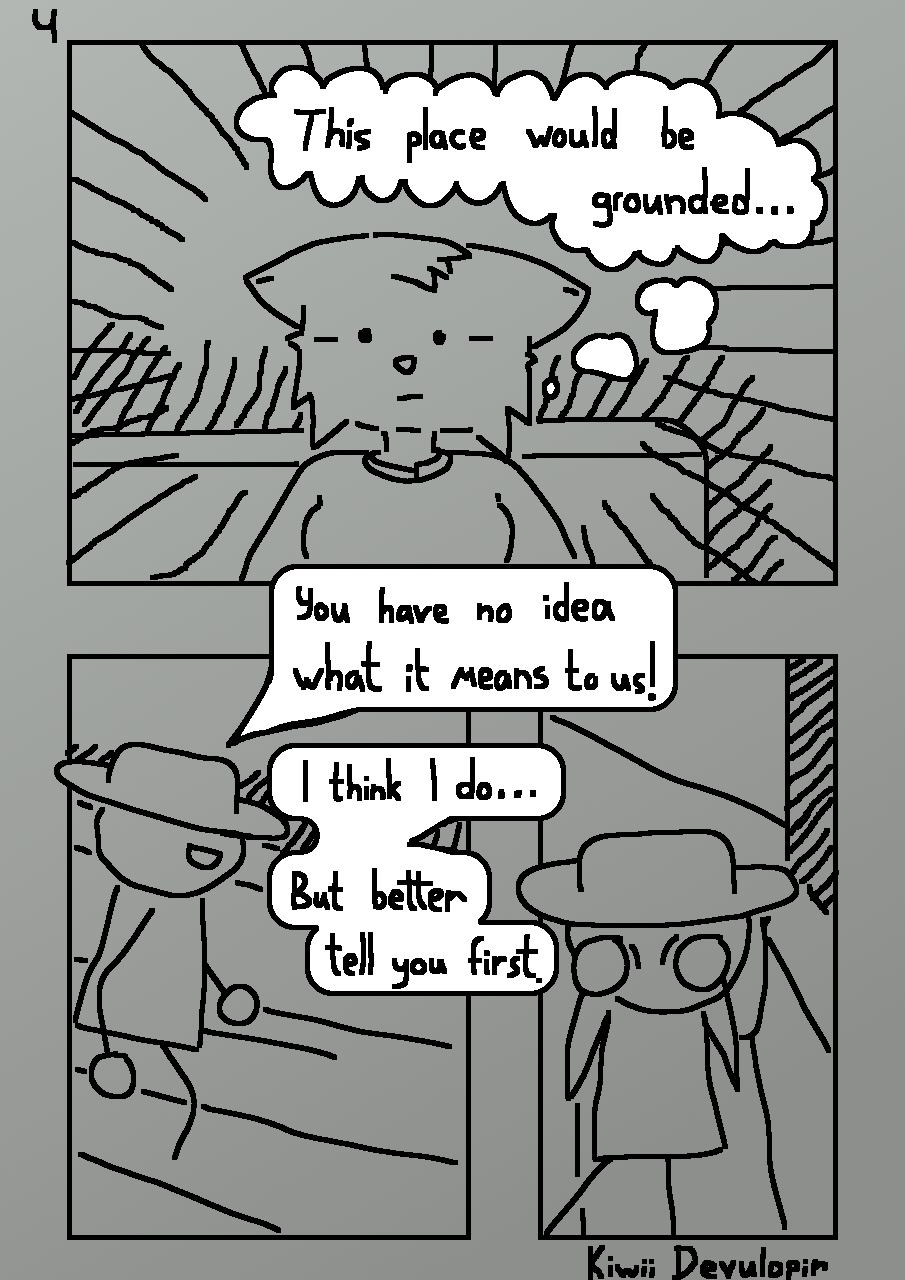 4
This place would be
grounded...
You have no idea
what it means to us!
I think I do...
But better
tell you first.
Kiwii Devulopin